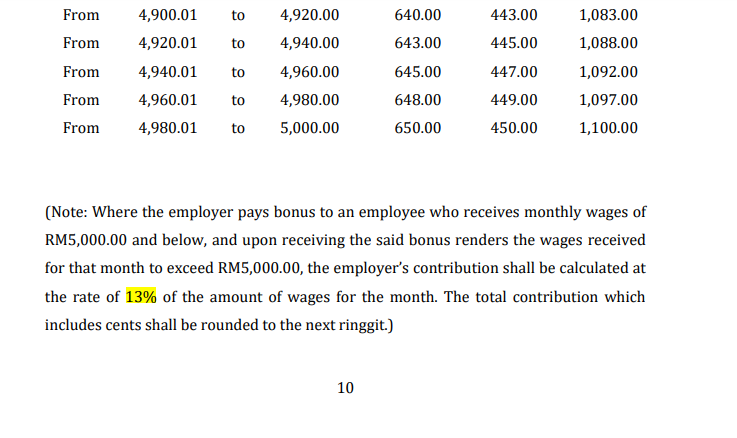 From 4,900.01 to 4,920.00 640.00 443.00 1,083.00
From 4,920.01 to 4,940.00 643.00 445.00 1,088.00
From 4,940.01 to 4,960.00 645.00 447.00 1,092.00
From 4,960.01 to 4,980.00 648.00 449.00 1,097.00
From 4,980.01 to 5,000.00 650.00 450.00 1,100.00
(Note: Where the employer pays bonus to an employee who receives monthly wages of
RM5,000.00 and below, and upon receiving the said bonus renders the wages received
for that month to exceed RM5,000.00, the employer’s contribution shall be calculated at
the rate of 13% of the amount of wages for the month. The total contribution which
includes cents shall be rounded to the next ringgit.)
10